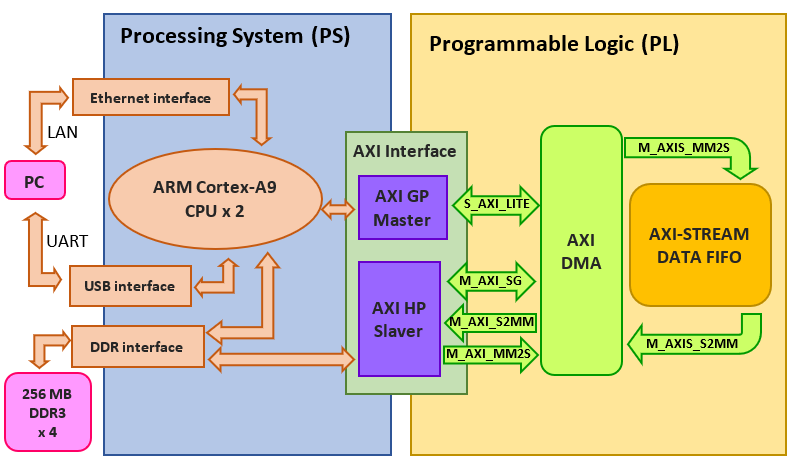 Processing System (PS)
Programmable Logic (PL)
Ethernet interface
LAN
PC
UART
USB interface
DDR interface
256 MB
DDR3
x 4
ARM Cortex-A9
CPU x 2
AXI Interface
AXI GP
Master
AXI HP
Slaver
S_AXI_LITE
M_AXI_SG
M_AXI_S2MM
M_AXI_MM2S
AXI
DMA
M_AXIS_MM2S
AXI-STREAM
DATA FIFO
M_AXIS_S2MM